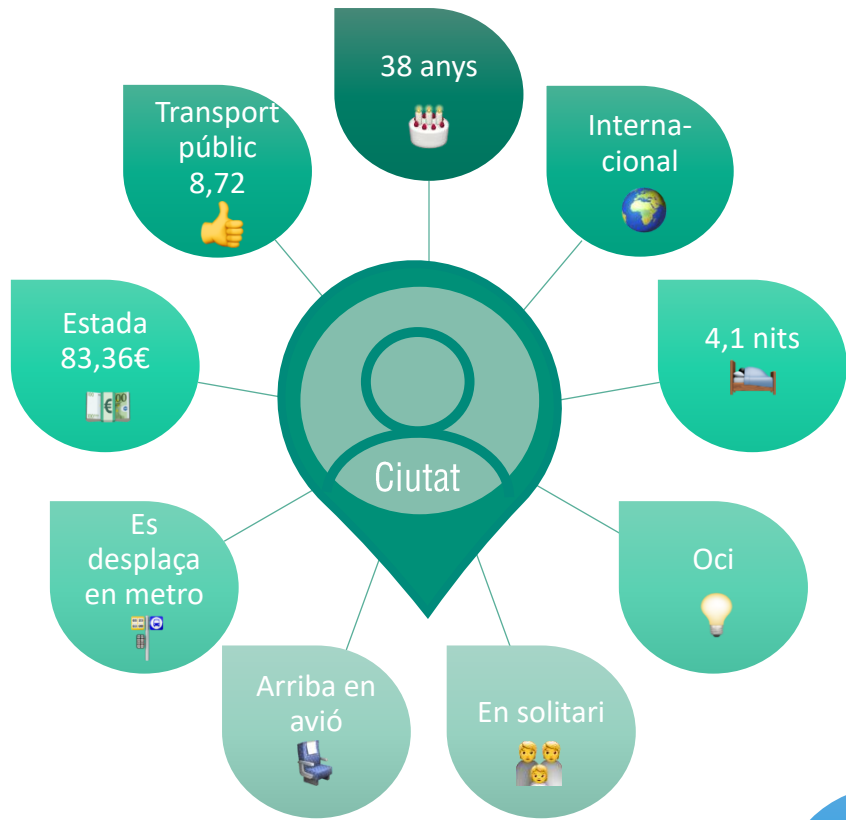 38 anys
Interna-
cional
4,1 nits
Oci
En solitari
Arriba en
avió
Es
desplaça
en metro
Estada
83,36€
Transport
públic
8,72
Ciutat